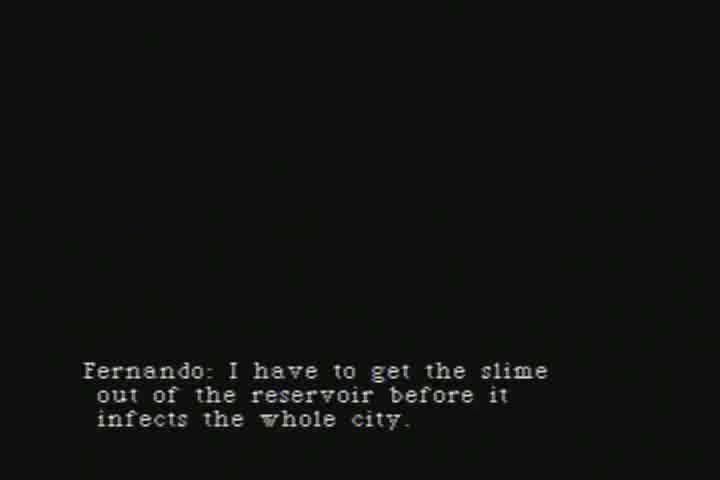 Fernando: I have to get the slime
out of the reservoir before it
infects the whole city.